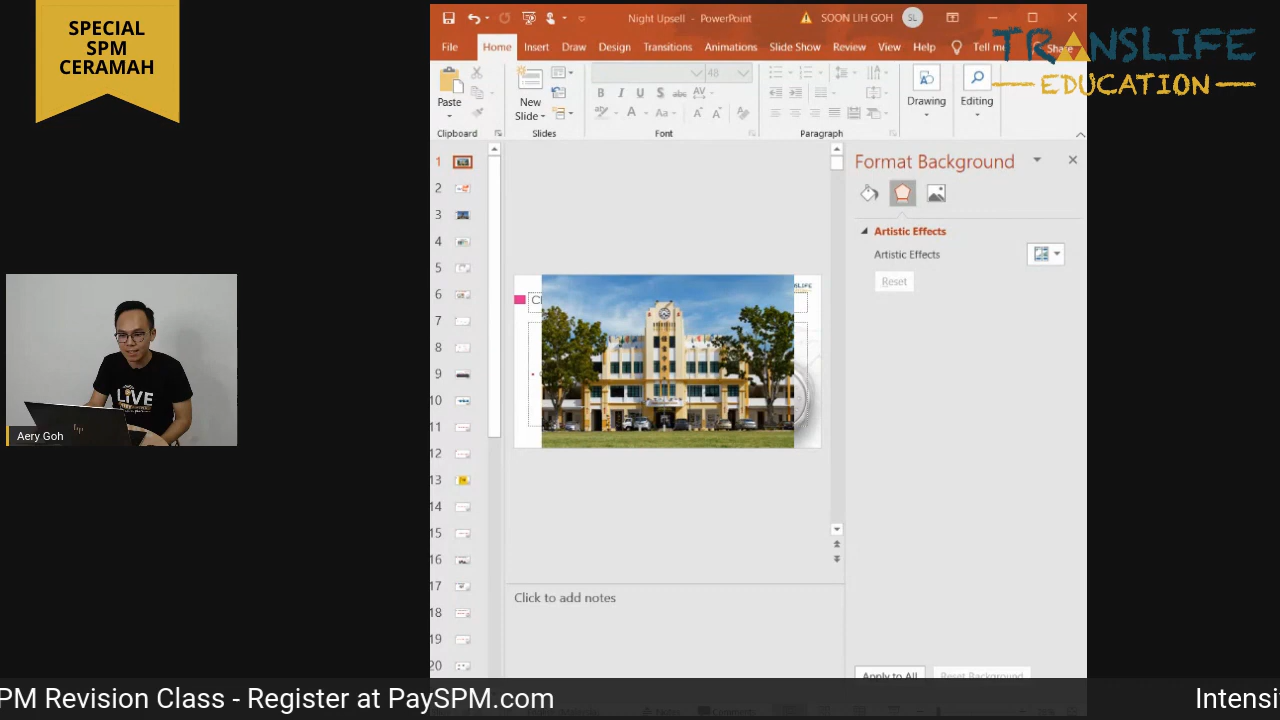 SPECIAL
SPM
CERAMAH
Night Upsell - PowerPoint
SOON LIH GOH
SL
File
Home
Insert
Draw
Design
Transitions
Animations
Slide Show
Review
View
Help
Tell me
Share
TRANSLIFE
EDUCATION
Paste
New
Slide
48
Drawing
Editing
Clipboard
Slides
Font
Paragraph
1
2
3
4
5
6
7
8
9
10
11
12
13
14
15
16
17
18
19
20
Format Background
Artistic Effects
Artistic Effects
Reset
Click to add notes
Apply to All
Reset Background
LIVE
Aery Goh
PM Revision Class - Register at PaySPM.com
Intensi